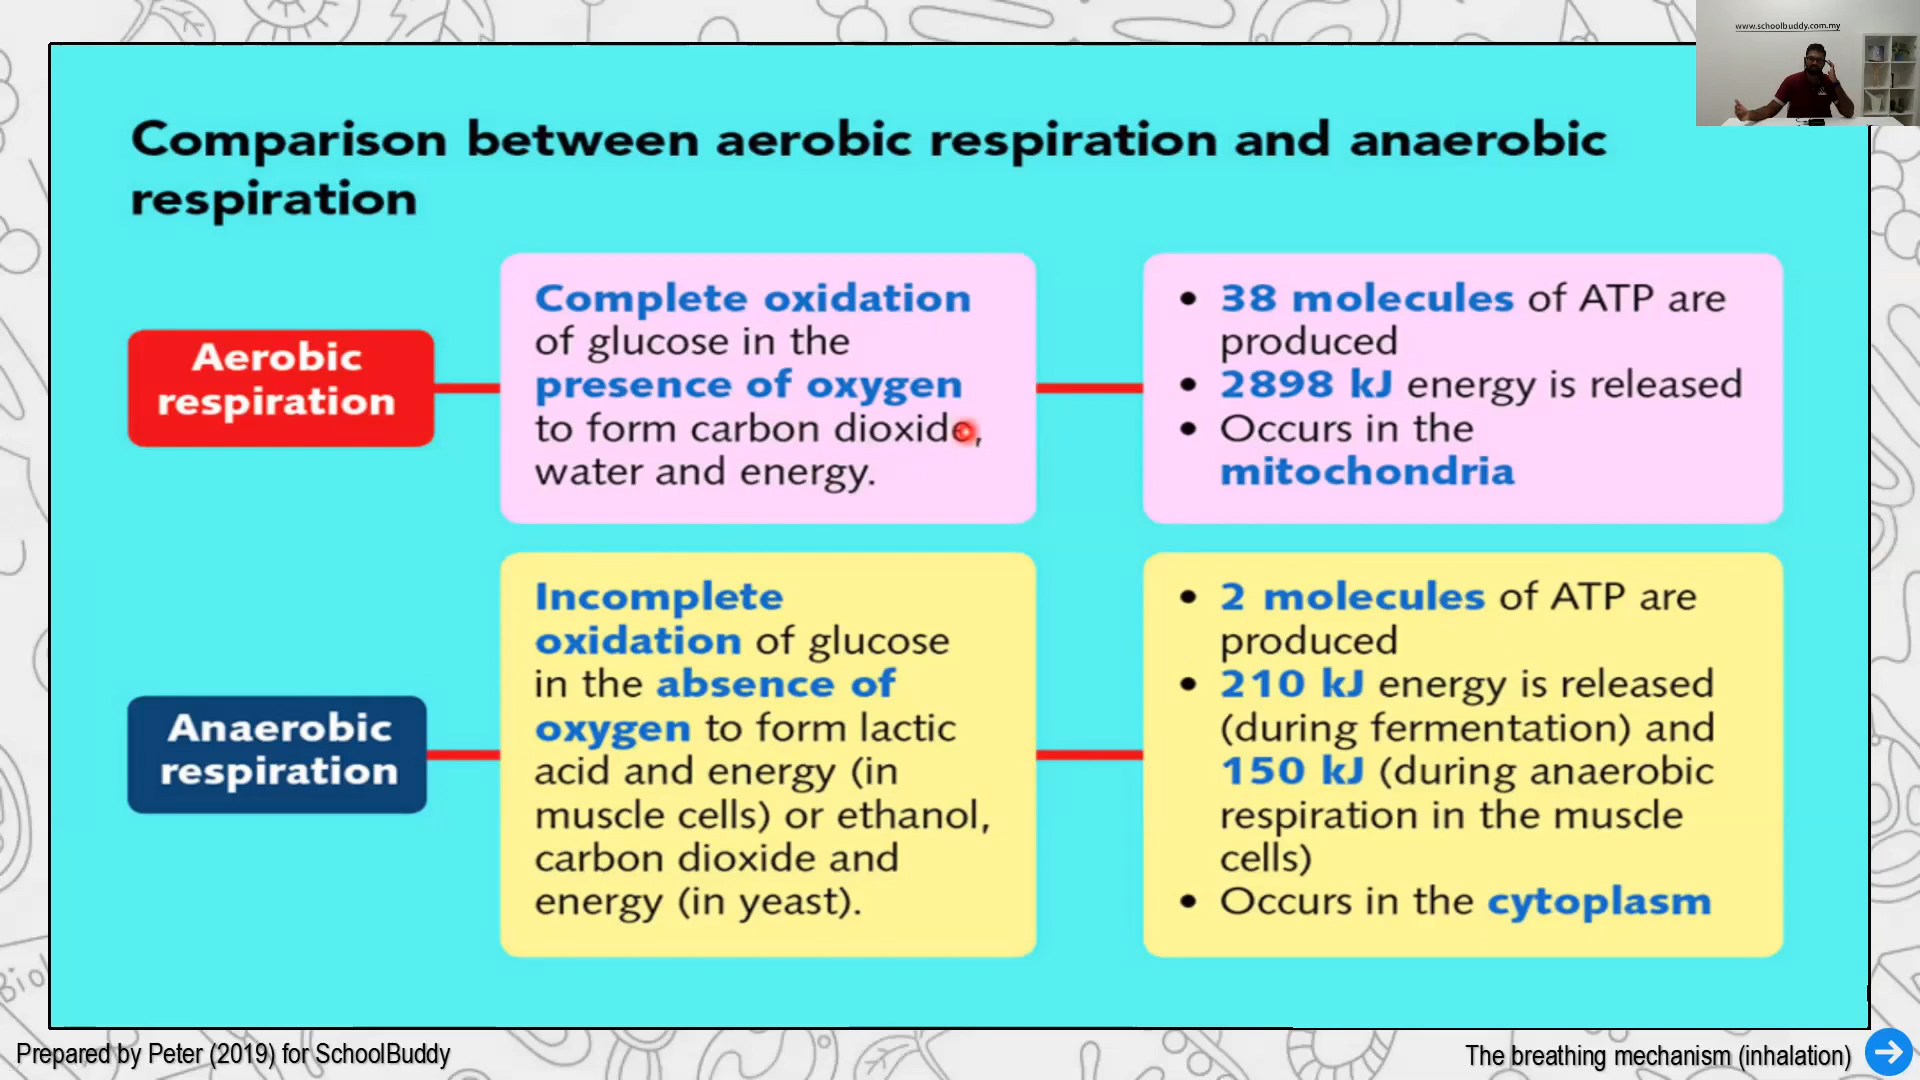 www.schoolbuddy.com.my
Comparison between aerobic respiration and anaerobic
respiration
Aerobic
respiration
Complete oxidation
of glucose in the
presence of oxygen
to form carbon dioxide,
water and energy.
• 38 molecules of ATP are
produced
• 2898 kJ energy is released
• Occurs in the
mitochondria
Anaerobic
respiration
Incomplete
oxidation of glucose
in the absence of
oxygen to form lactic
acid and energy (in
muscle cells) or ethanol,
carbon dioxide and
energy (in yeast).
• 2 molecules of ATP are
produced
• 210 kJ energy is released
(during fermentation) and
150 kJ (during anaerobic
respiration in the muscle
cells)
• Occurs in the cytoplasm
Biol
Prepared by Peter (2019) for SchoolBuddy
The breathing mechanism (inhalation)